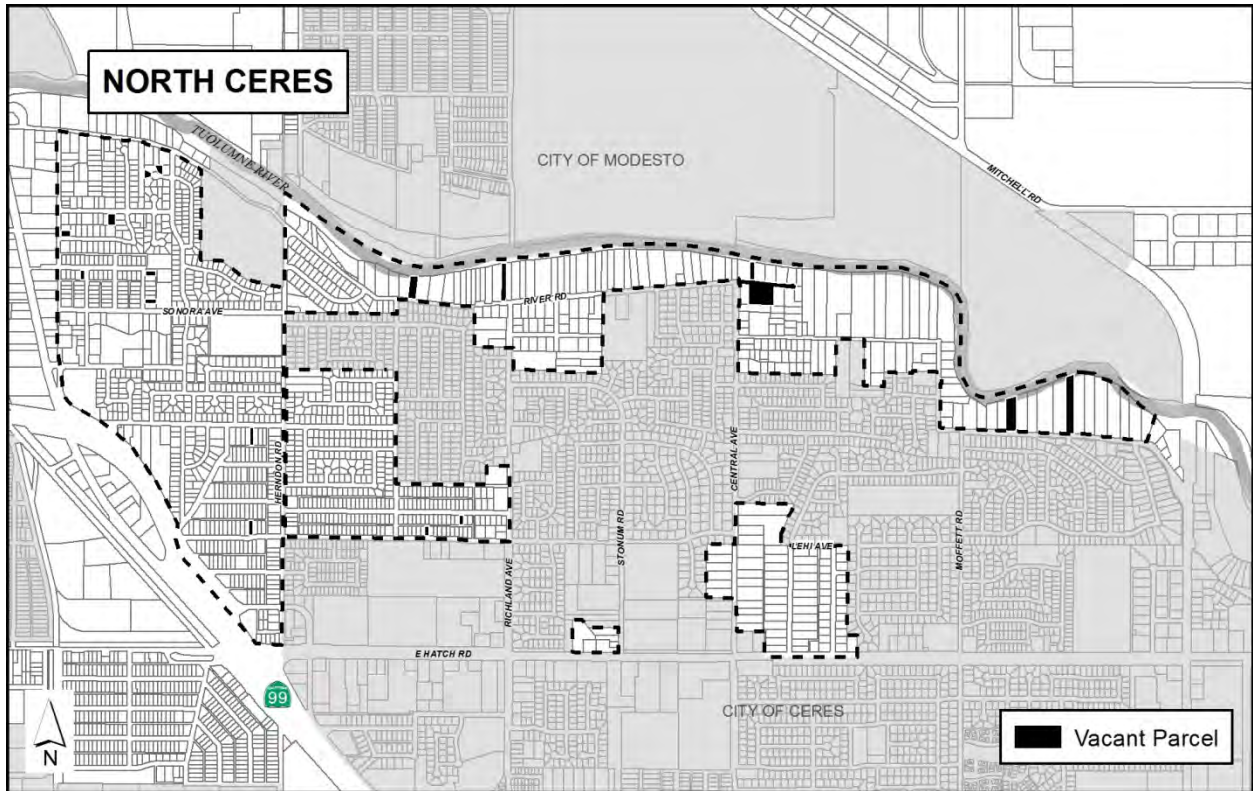 NORTH CERES
TUOLUMNE RIVER
CITY OF MODESTO
MITCHELL RD
RIVER RD
SONORA AVE
HERNDON RD
CENTRAL AVE
STONUM RD
LEHI AVE
MOFFETT RD
RICHLAND AVE
E HATCH RD
99
CITY OF CERES
N
Vacant Parcel